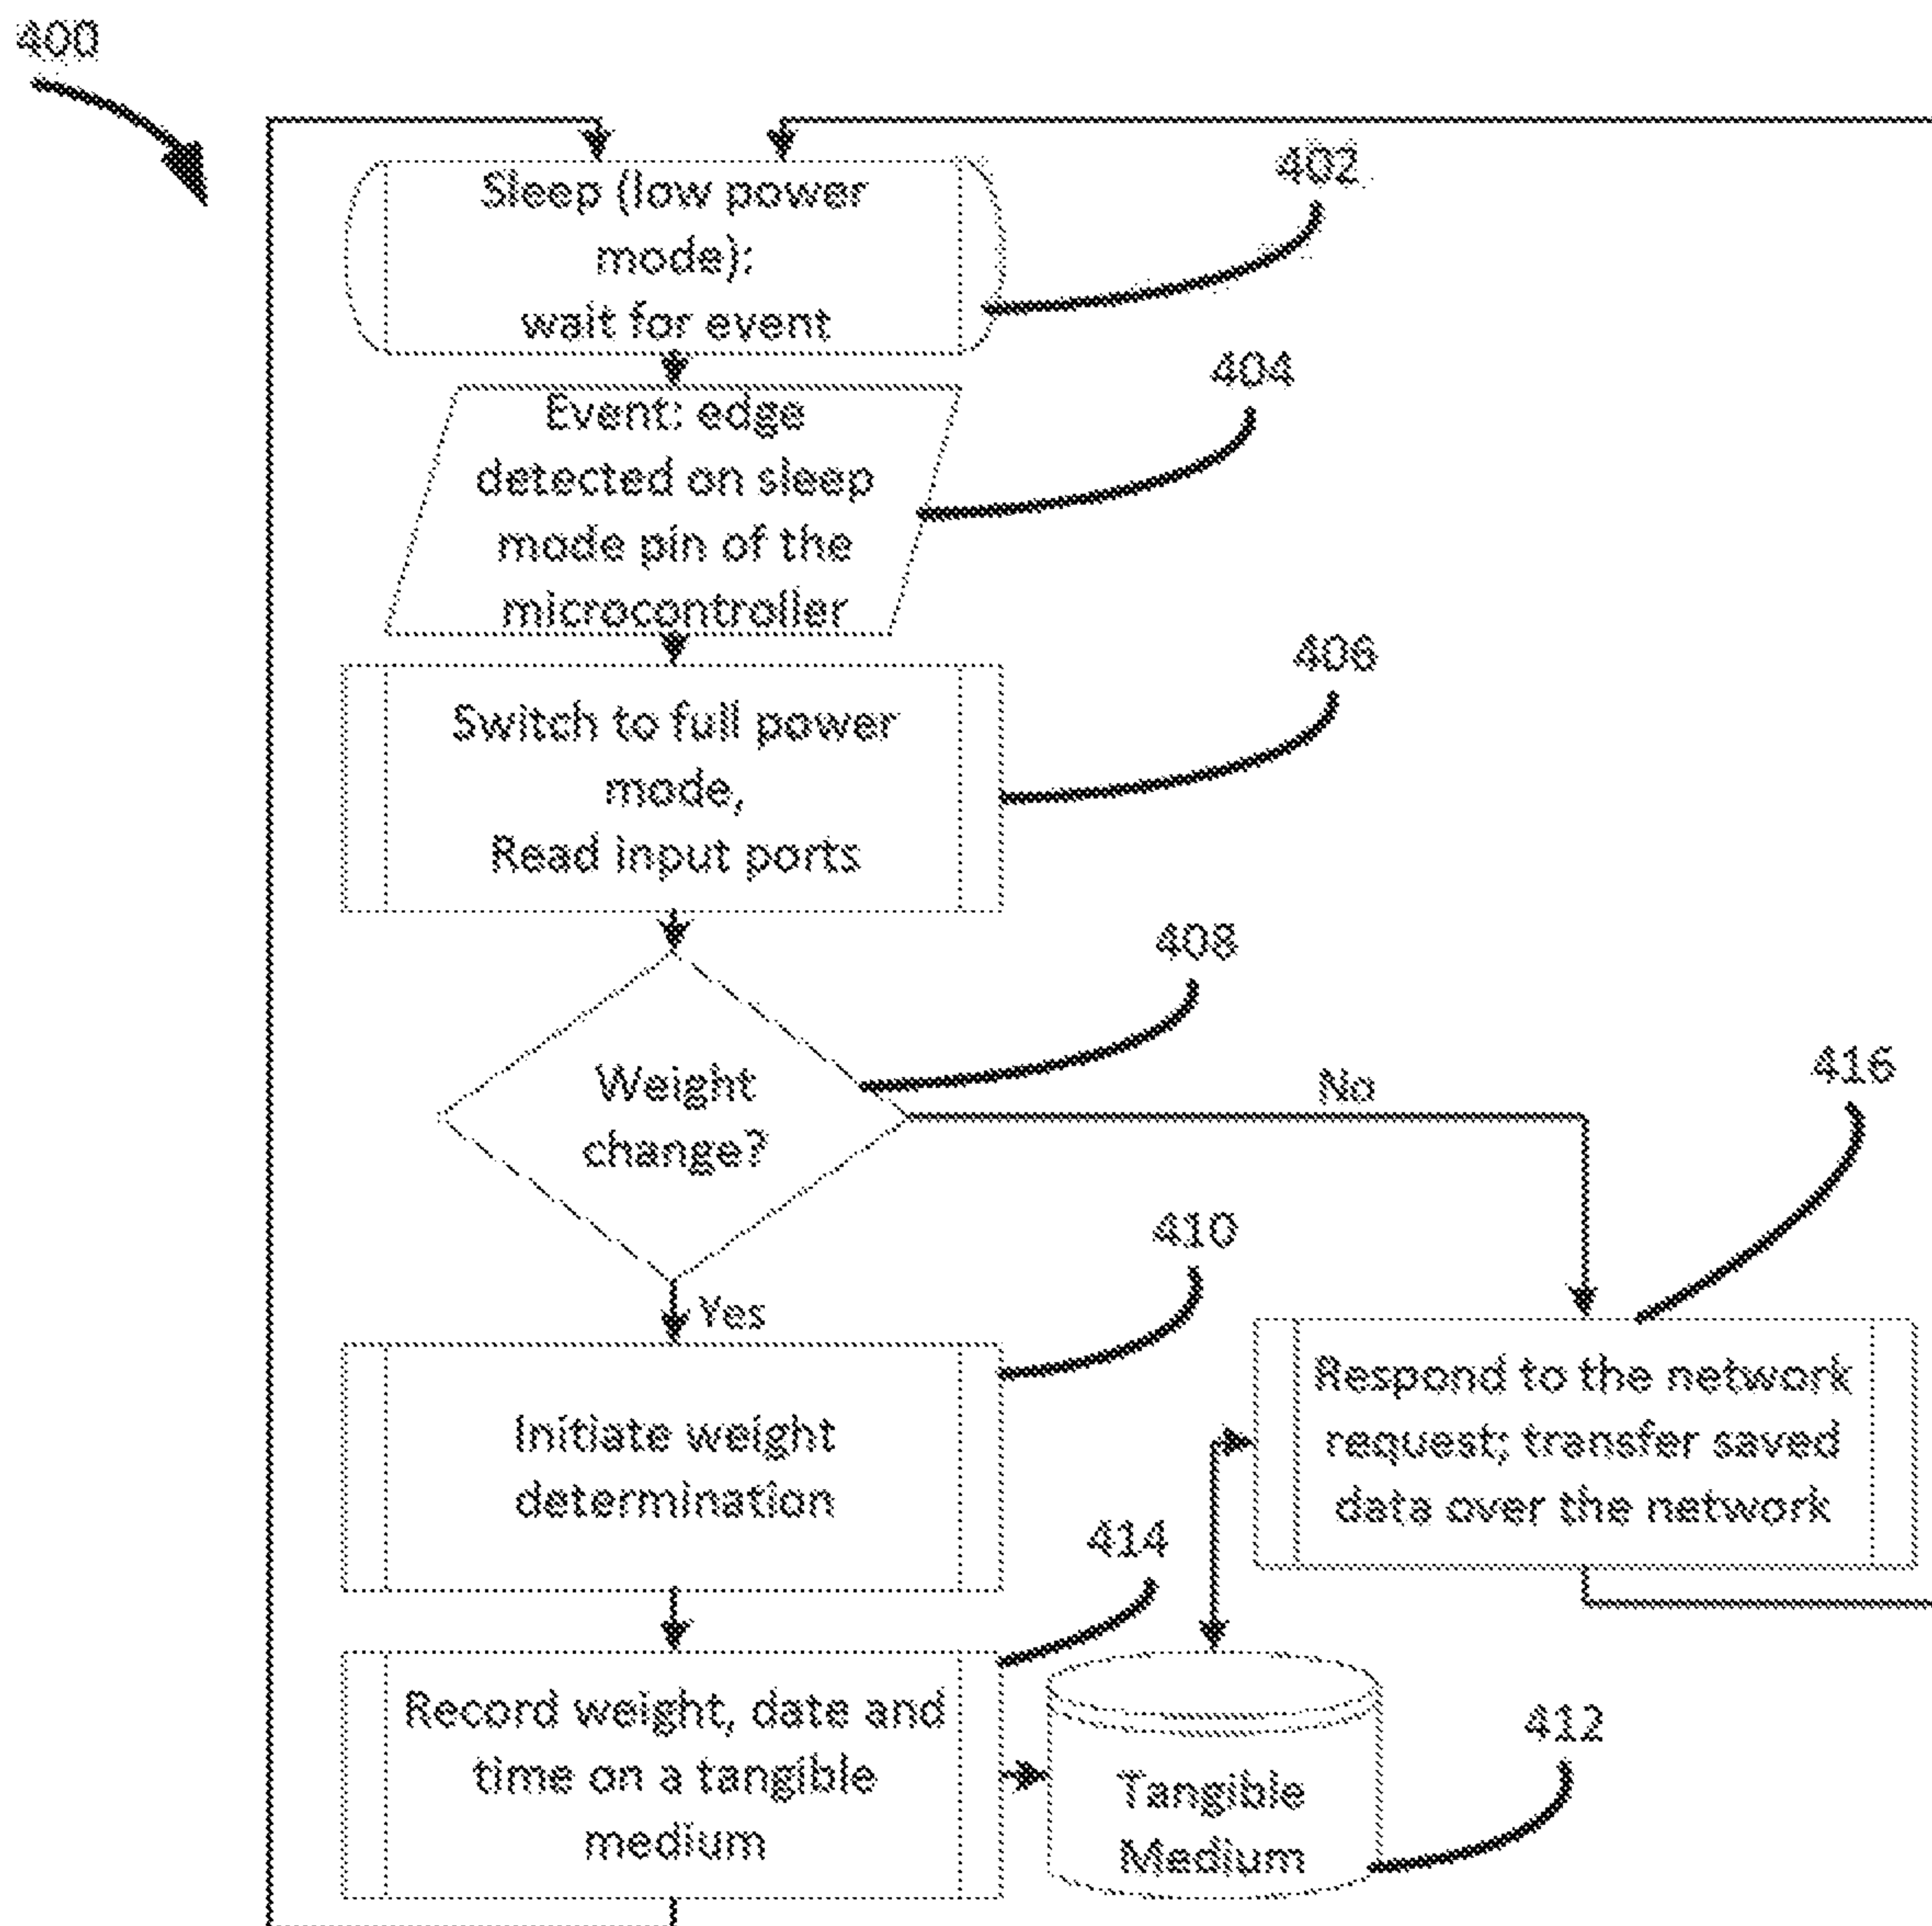 400
402
Sleep (low power
mode):
wait for event
404
Event: edge
detected on sleep
mode pin of the
microcontroller
406
Switch to full power
mode,
Read input ports
408
Weight
change?
No
416
410
Yes
Initiate weight
determination
Respond to the network
request; transfer saved
data over the network
414
Record weight, date and
time on a tangible
medium
412
Tangible
Medium